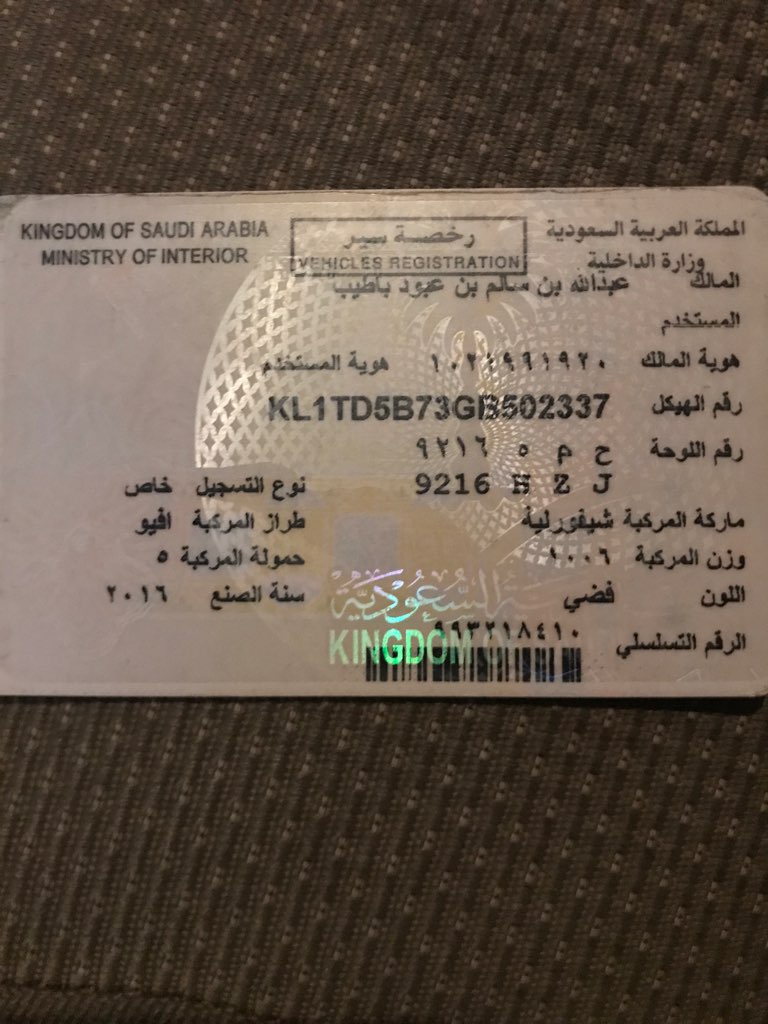 KINGDOM OF SAUDI ARABIA
MINISTRY OF INTERIOR
رخصة سير
VEHICLES REGISTRATION
المملكة العربية السعودية
وزارة الداخلية
المالك عبدالله بن سالم بن عبود باطيب
المستخدم
هوية المالك ١٠٢١٩٦١٩٢٠ هوية المستخدم
رقم الهيكل KL1TD5B73GB502337
رقم اللوحة ح م ه ٩٢١٦
9216 H Z J نوع التسجيل خاص
ماركة المركبة شيفورلية طراز المركبة افيو
وزن المركبة ١٠٠٦ حمولة المركبة ٥
اللون فضي سنة الصنع ٢٠١٦
السعودية
الرقم التسلسلي ٩٩٣٢١٨٤١٠
KINGDOM